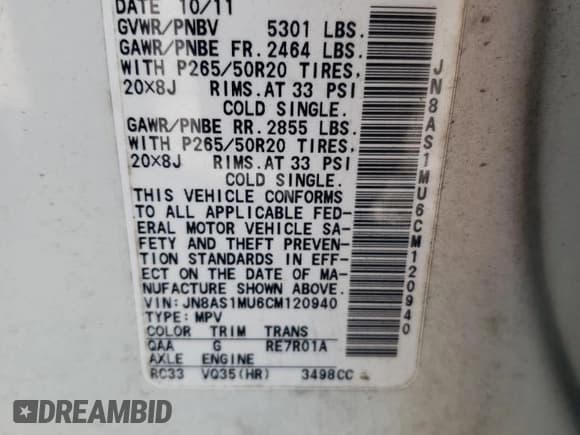 DATE 10/11
GVWR/PNBV 5301 LBS.
GAWR/PNBE FR. 2464 LBS.
WITH P265/50R20 TIRES,
20X8J RIMS. AT 33 PSI
COLD SINGLE.
GAWR/PNBE RR. 2855 LBS.
WITH P265/50R20 TIRES,
20X8J RIMS. AT 33 PSI
COLD SINGLE.
THIS VEHICLE CONFORMS
TO ALL APPLICABLE FED-
ERAL MOTOR VEHICLE SA-
FETY AND THEFT PREVEN-
TION STANDARDS IN EFF-
ECT ON THE DATE OF MA-
NUFACTURE SHOWN ABOVE.
VIN: JN8AS1MU6CM120940
TYPE: MPV
COLOR TRIM TRANS
QAA G RE7R01A
AXLE ENGINE
RC33 VQ35(HR) 3498CC 4
JN8AS1MU6CM120940
DREAMBID